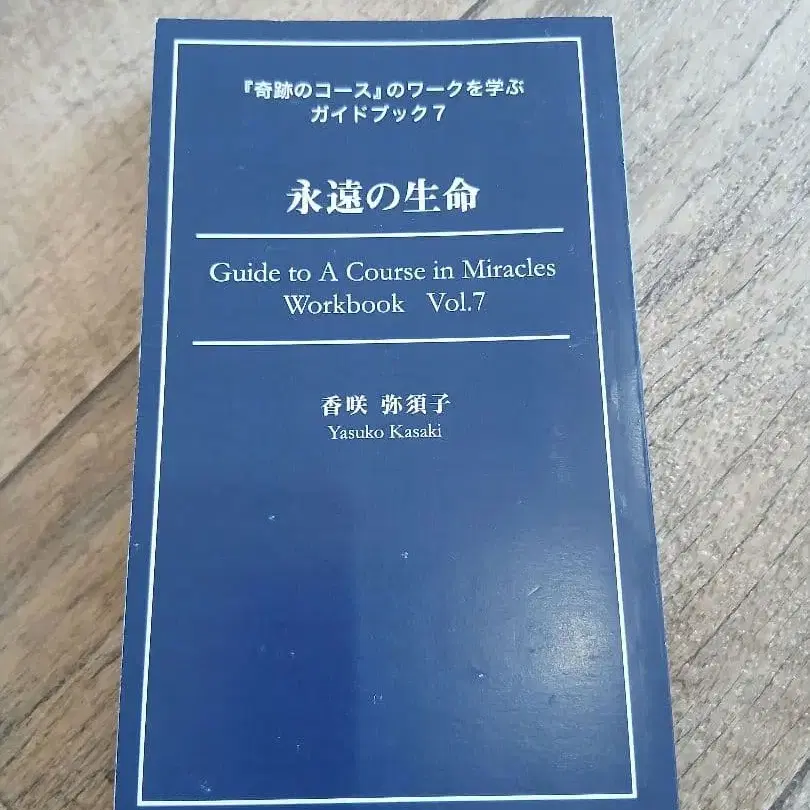 『奇跡のコース』のワークを学ぶ
ガイドブック7
永遠の生命
Guide to A Course in Miracles
Workbook Vol.7
香咲 弥須子
Yasuko Kasaki